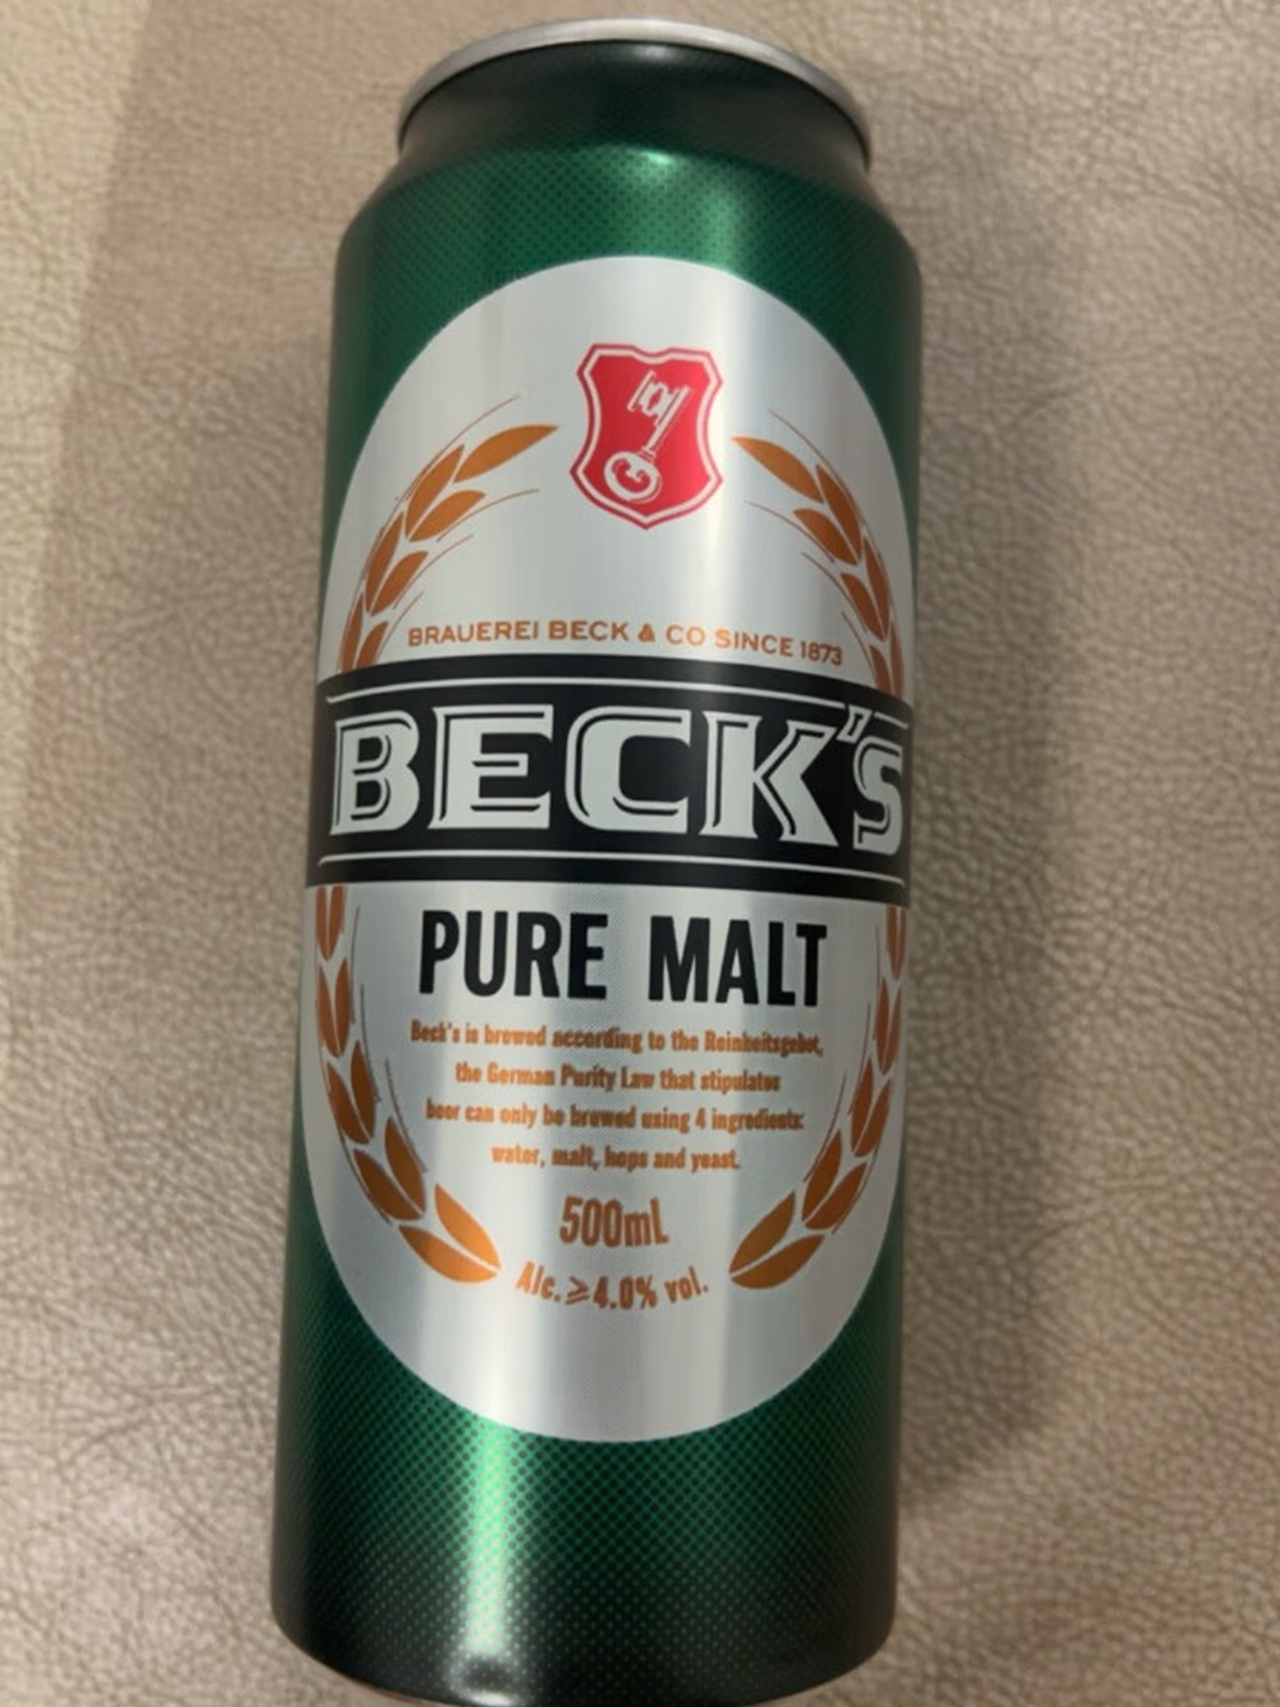 BRAUEREI BECK & CO SINCE 1873
BECK'S
PURE MALT
Beck's is brewed according to the Reinheitsgebot,
the German Purity Law that stipulates
beer can only be brewed using 4 ingredients:
water, malt, hops and yeast.
500mL
Alc.⩾4.0% vol.